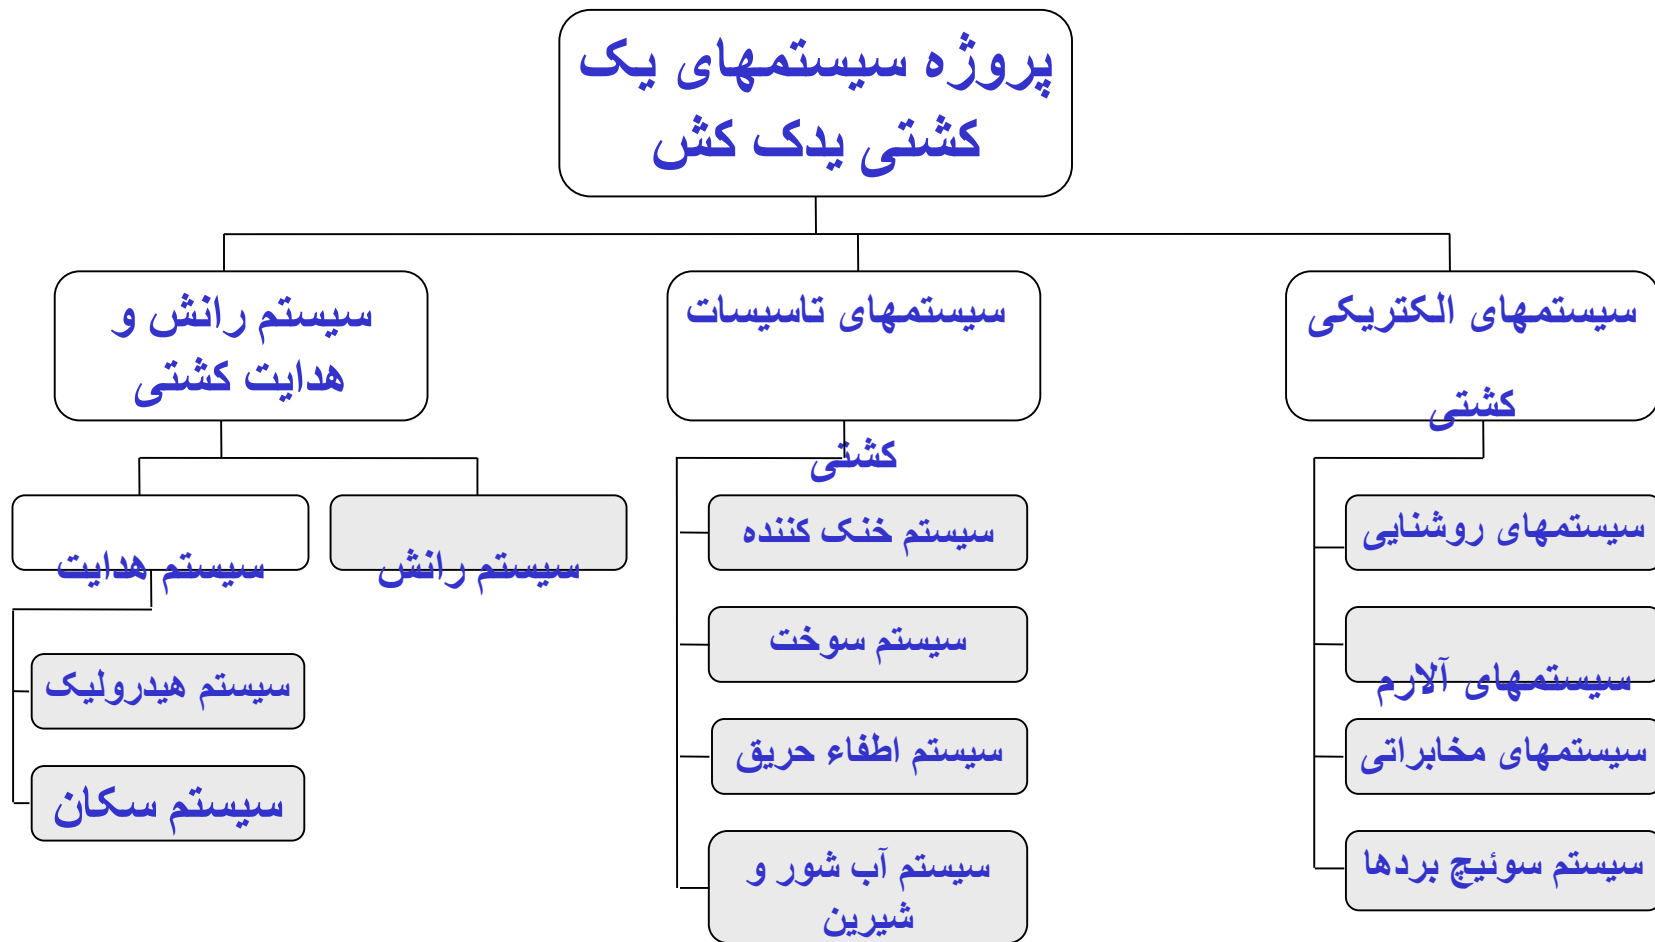 پروژه سیستمهای یک
کشتی یدک کش
سیستمهای الکتریکی
کشتی
سیستمهای روشنایی
سیستمهای آلارم
سیستمهای مخابراتی
سیستم سوئیچ بردها
سیستمهای تاسیسات
کشتی
سیستم خنک کننده
سیستم سوخت
سیستم اطفاء حریق
سیستم آب شور و
شیرین
سیستم رانش و
هدایت کشتی
سیستم رانش
سیستم هدایت
سیستم هیدرولیک
سیستم سکان